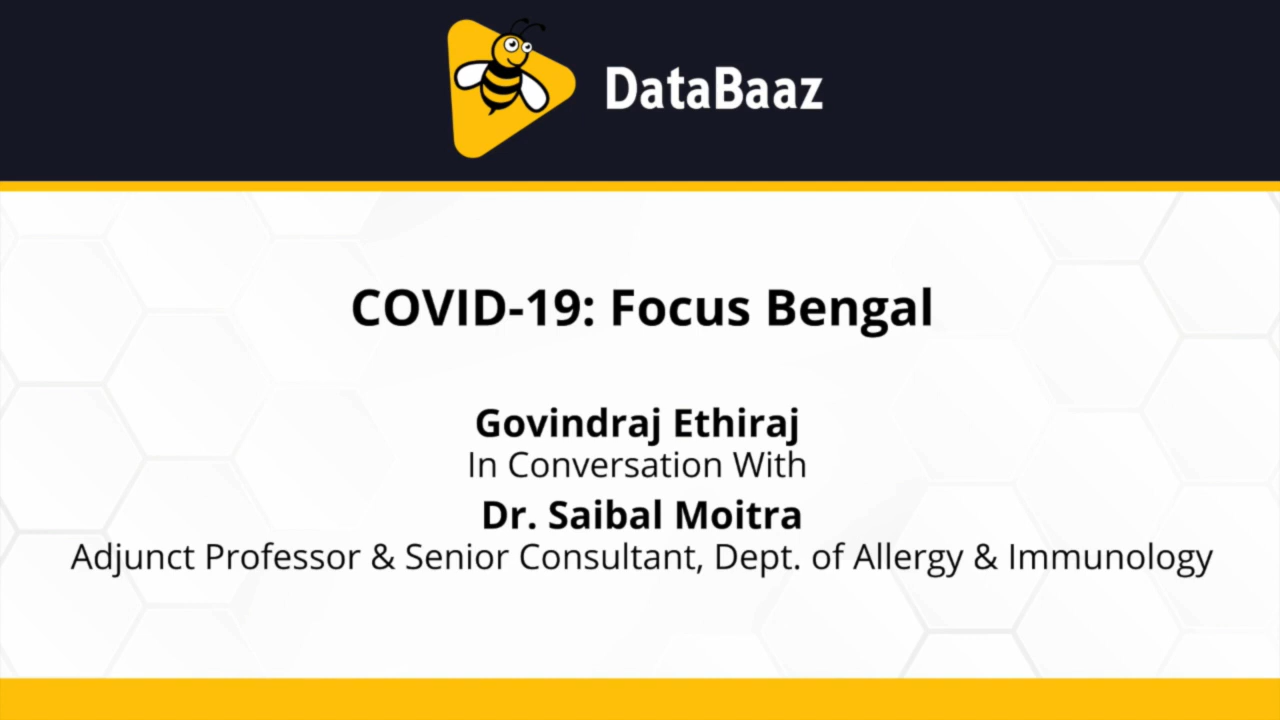 DataBaaz
COVID-19: Focus Bengal
Govindraj Ethiraj
In Conversation With
Dr. Saibal Moitra
Adjunct Professor & Senior Consultant, Dept. of Allergy & Immunology